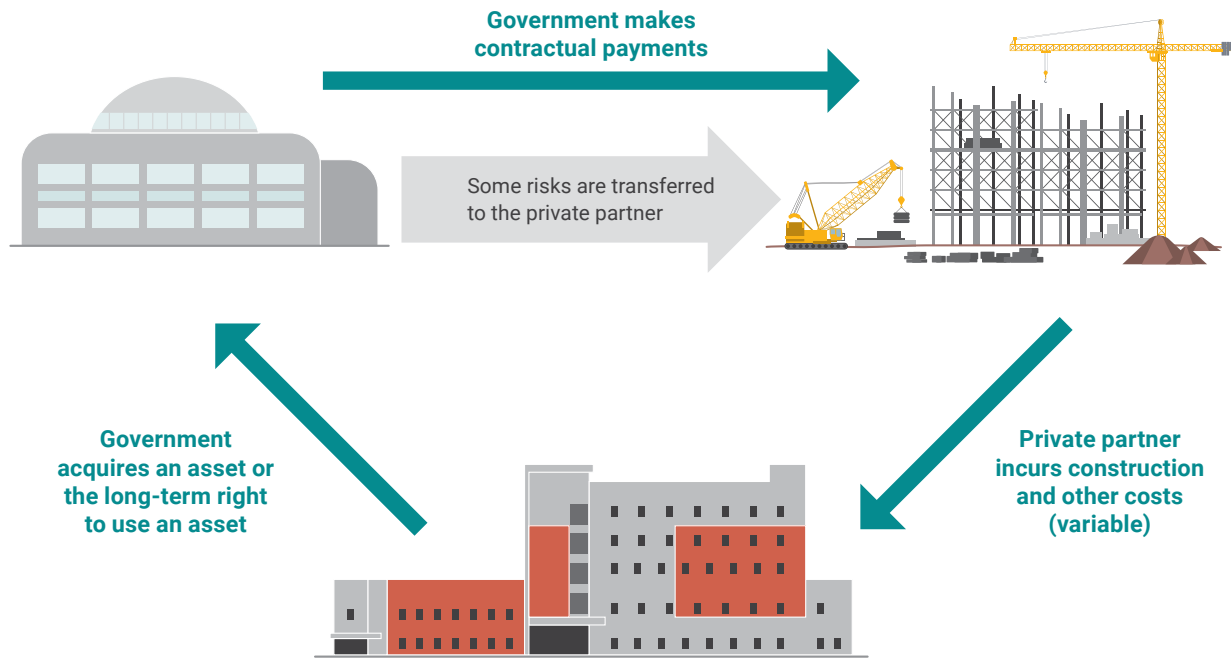 Government makes
contractual payments
Some risks are transferred
to the private partner
Government
acquires an asset or
the long-term right
to use an asset
Private partner
incurs construction
and other costs
(variable)